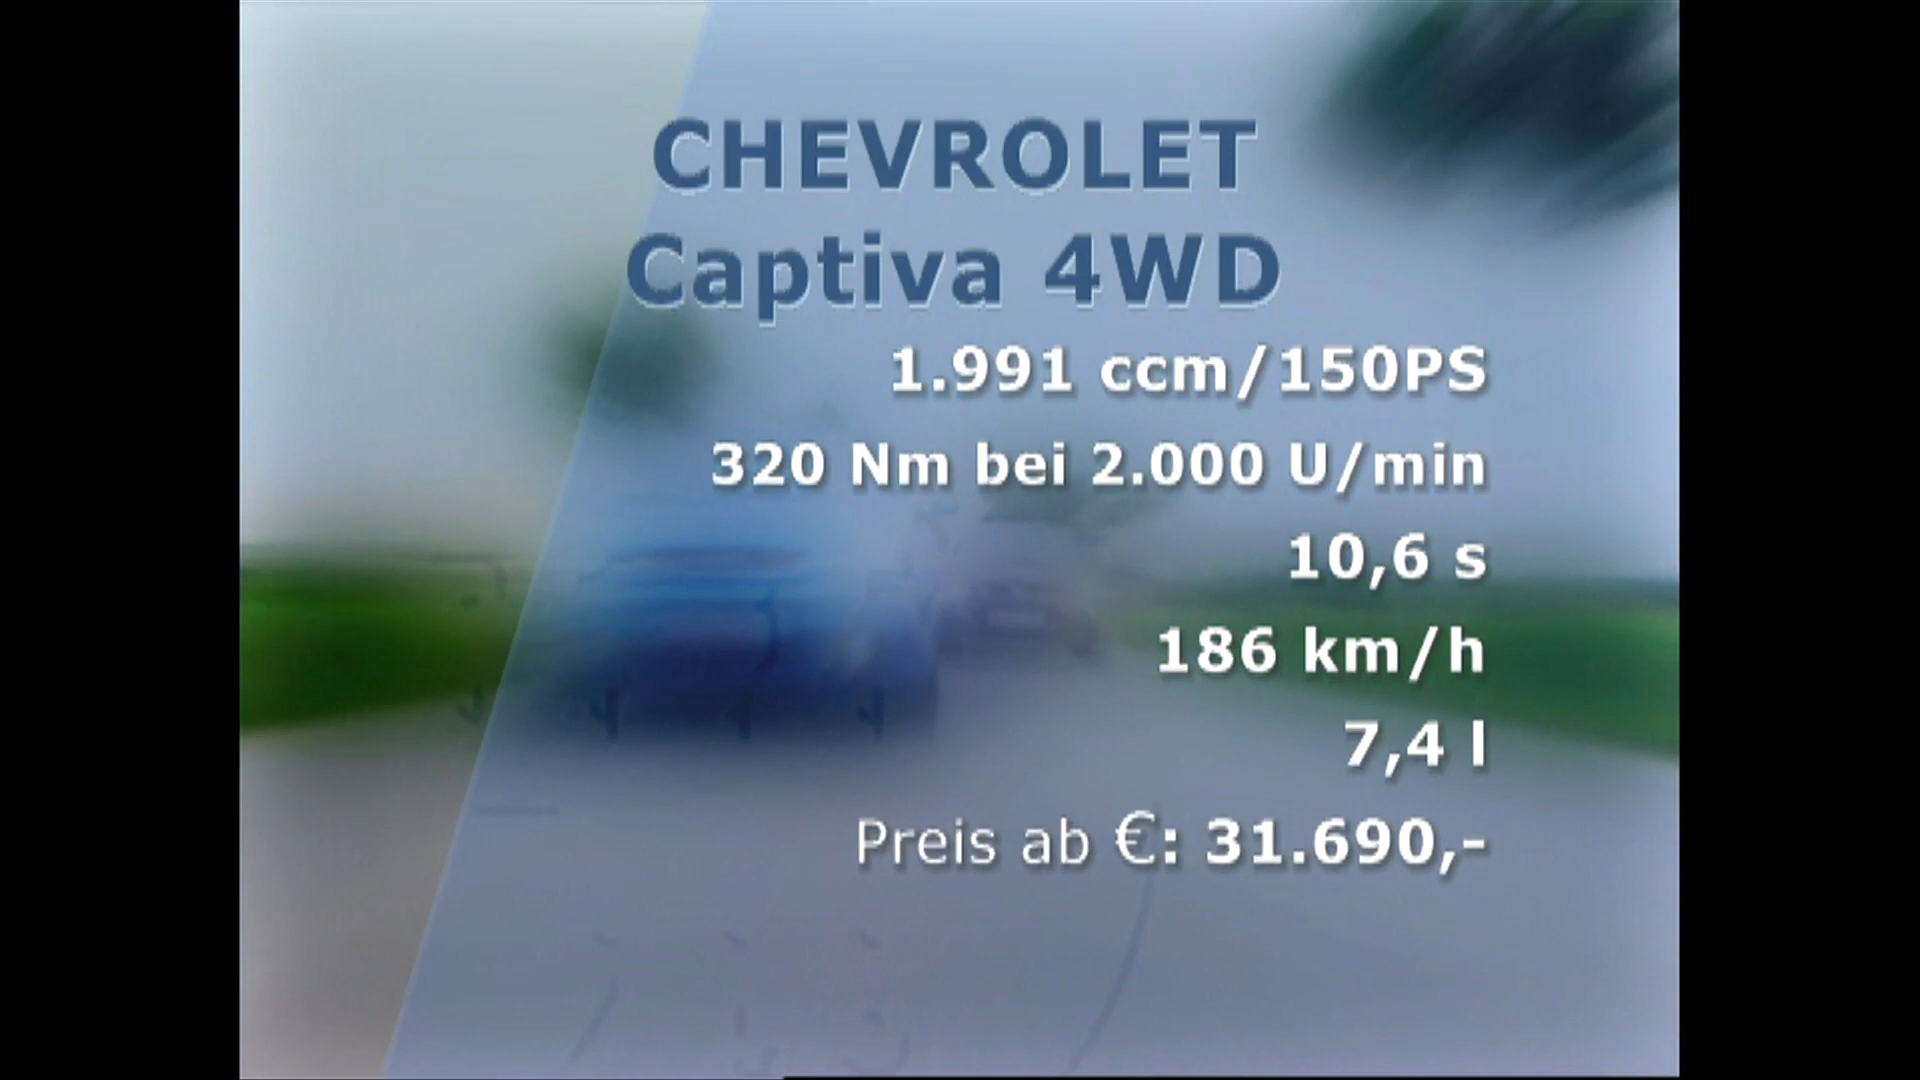 CHEVROLET
Captiva 4WD
1.991 ccm/150PS
320 Nm bei 2.000 U/min
10,6 s
186 km/h
7,4 l
Preis ab €: 31.690,-